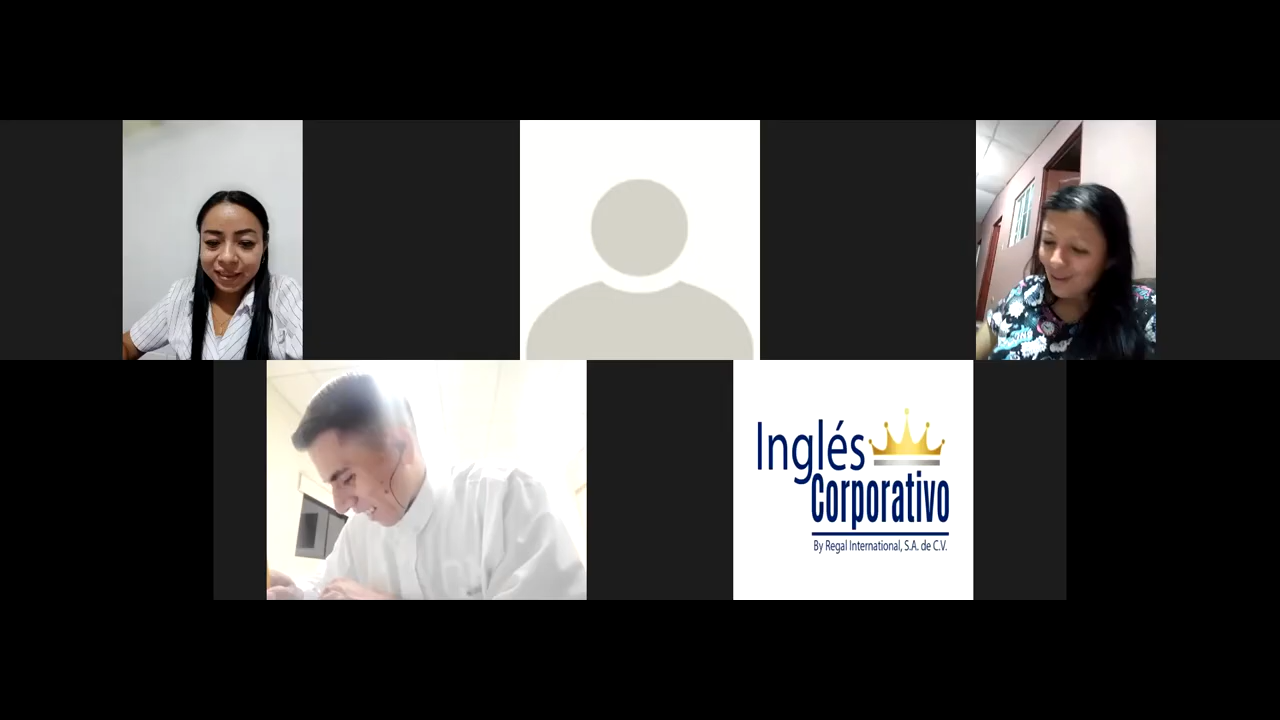 Inglés
Corporativo
By Regal International, S.A. de C.V.